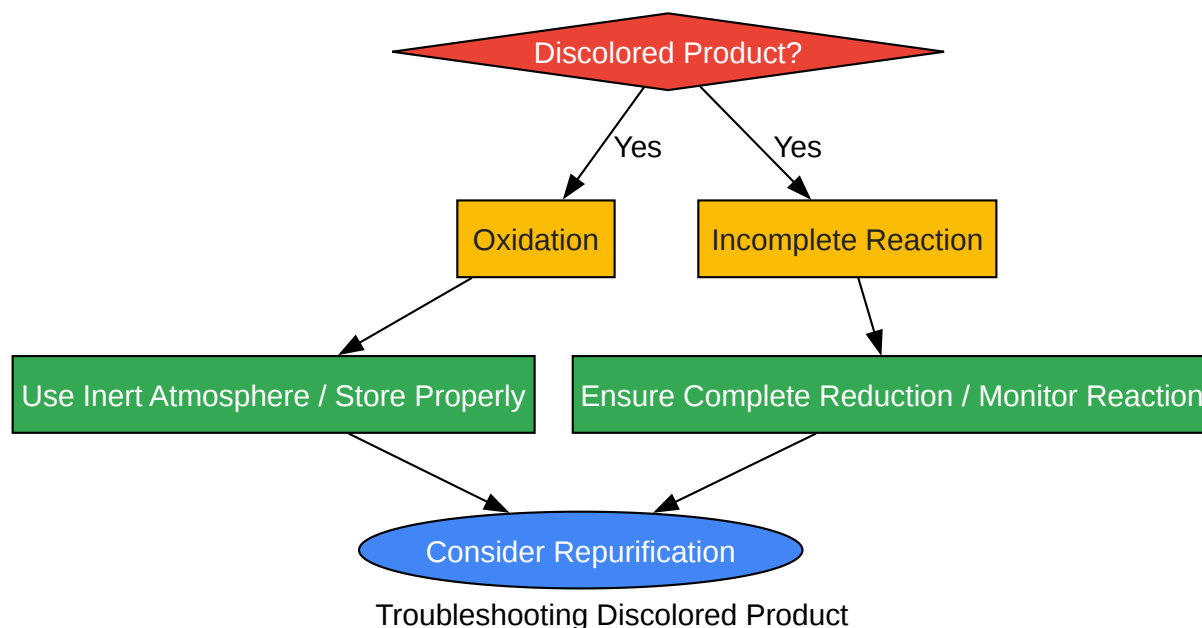 Discolored Product?
Yes
Yes
Oxidation
Incomplete Reaction
Use Inert Atmosphere / Store Properly
Ensure Complete Reduction / Monitor Reaction
Consider Repurification
Troubleshooting Discolored Product